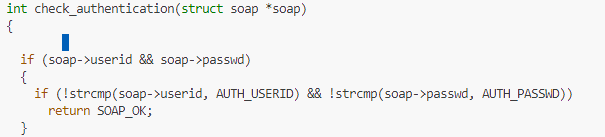 int check_authentication(struct soap *soap)
{
if (soap->userid && soap->passwd)
{
if (!strcmp(soap->userid, AUTH_USERID) && !strcmp(soap->passwd, AUTH_PASSWD))
return SOAP_OK;
}